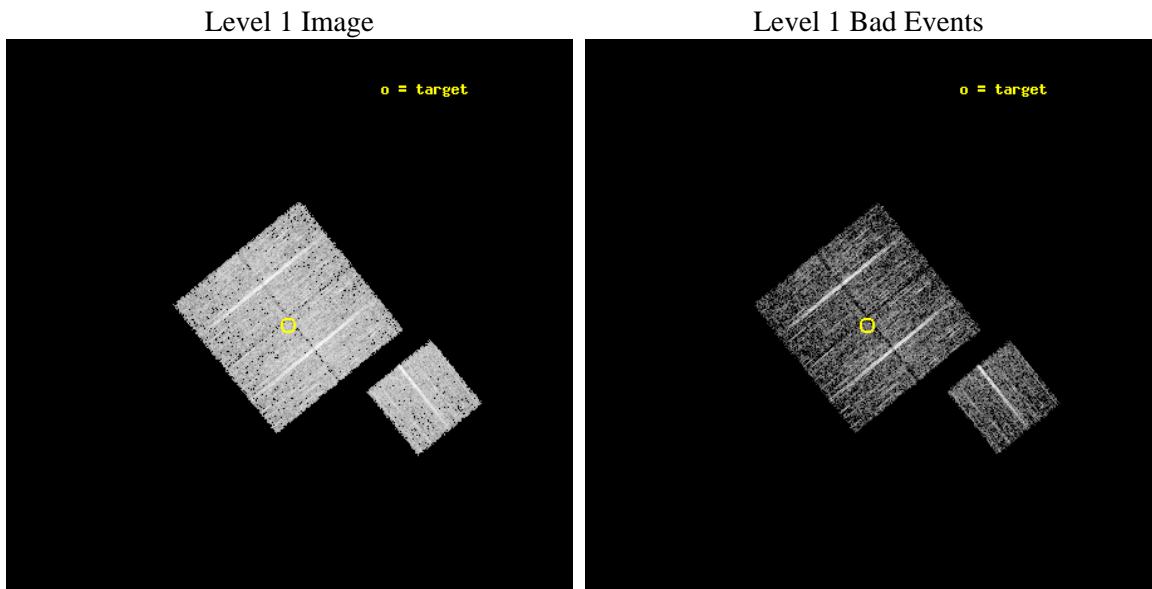 Level 1 Image
Level 1 Bad Events
o = target
o = target